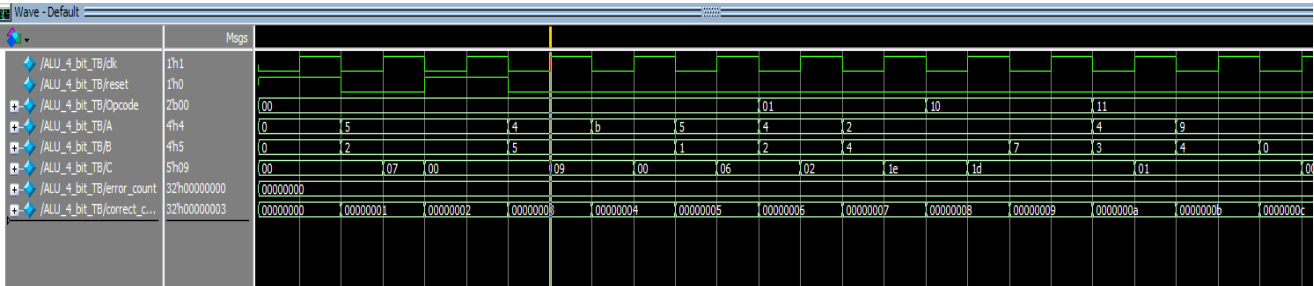 Wave - Default
Msgs
/ALU_4_bit_TB/clk 1'h1
/ALU_4_bit_TB/reset 1'h0
/ALU_4_bit_TB/Opcode 2'b00 00 01 10 11
/ALU_4_bit_TB/A 4'h4 0 5 4 b 5 4 2 4 9
/ALU_4_bit_TB/B 4'h5 0 2 5 1 2 4 7 3 4 0
/ALU_4_bit_TB/C 5'h09 00 07 00 09 00 06 02 1e 1d 01
/ALU_4_bit_TB/error_count 32'h00000000 00000000
/ALU_4_bit_TB/correct_c... 32'h00000003 00000000 00000001 00000002 00000003 00000004 00000005 00000006 00000007 00000008 00000009 0000000a 0000000b 0000000c